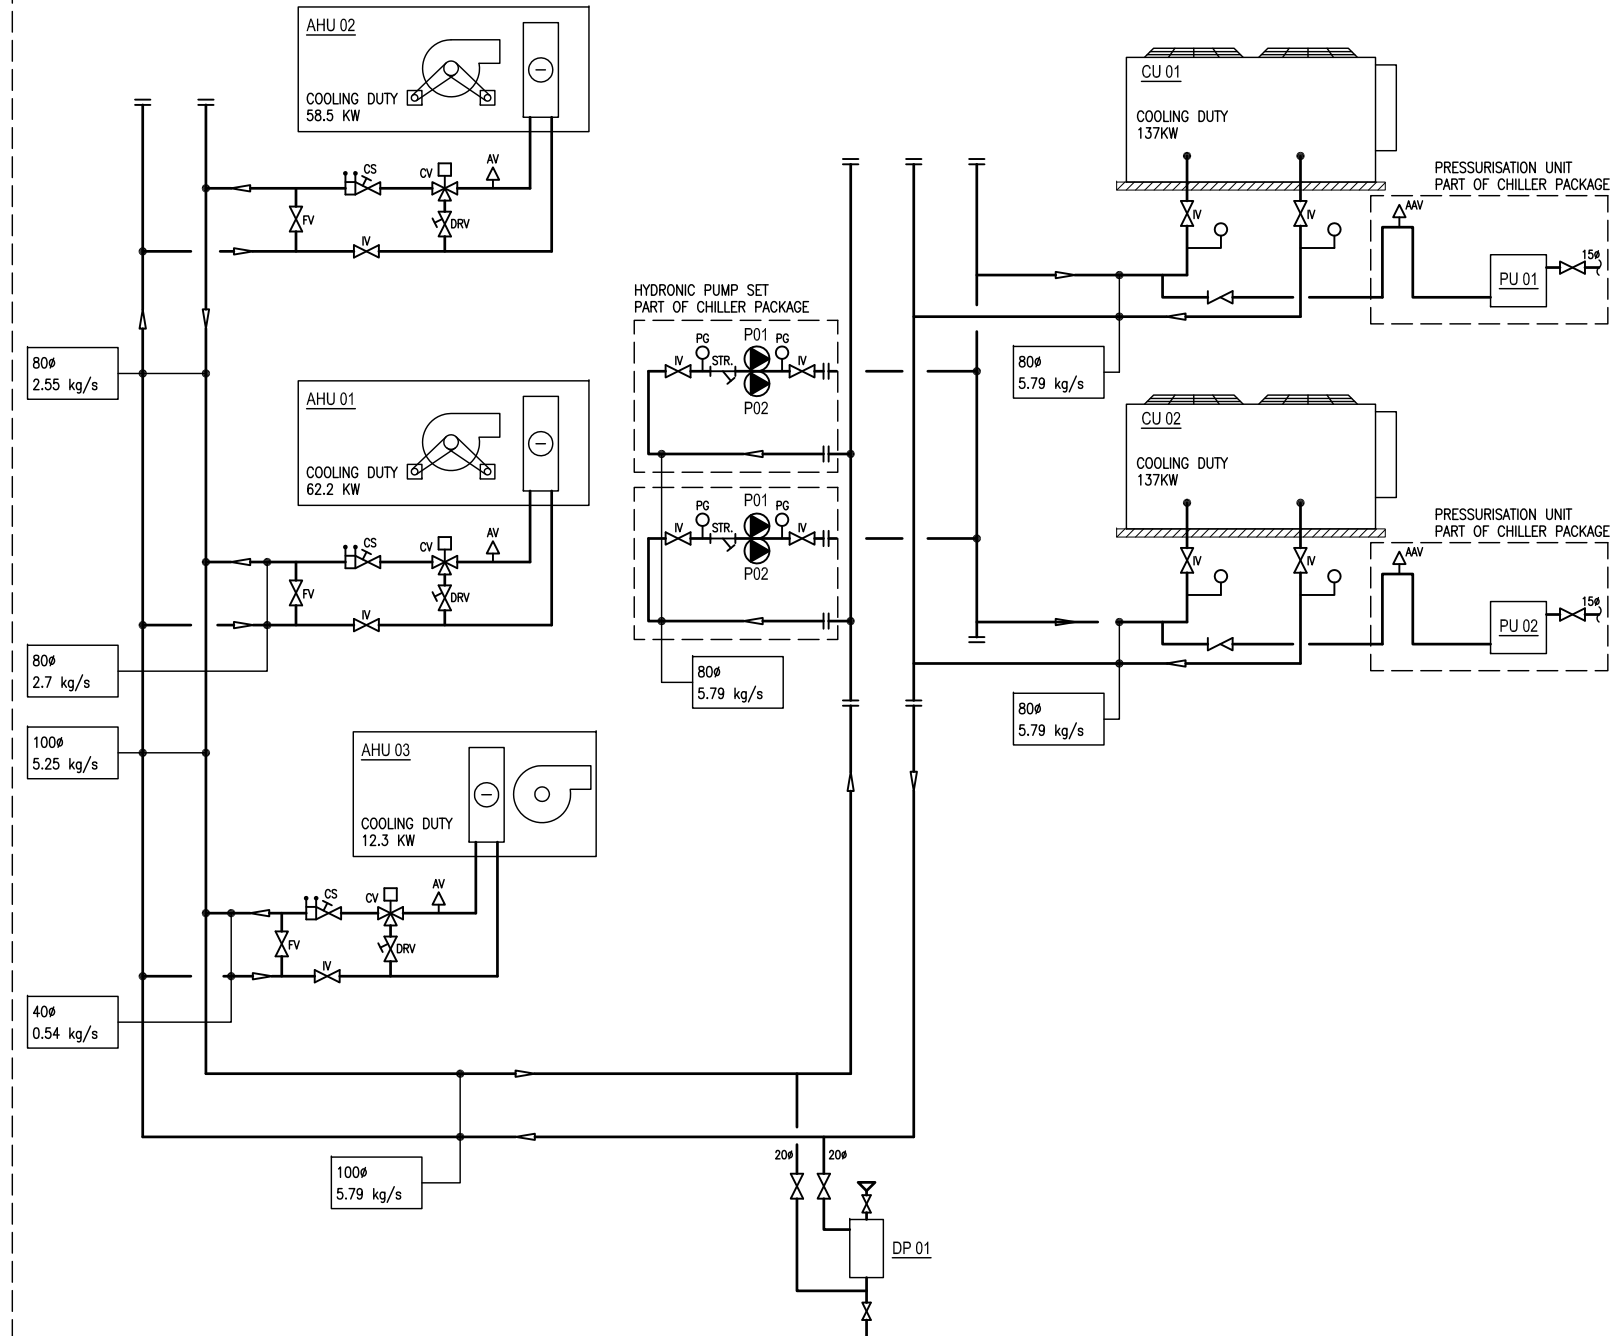 AHU 02
COOLING DUTY
58.5 KW
CS
CV
AV
FV
DRV
IV
80ø
2.55 kg/s
AHU 01
COOLING DUTY
62.2 KW
CS
CV
AV
FV
DRV
IV
80ø
2.7 kg/s
100ø
5.25 kg/s
AHU 03
COOLING DUTY
12.3 KW
CS
CV
AV
FV
DRV
IV
40ø
0.54 kg/s
100ø
5.79 kg/s
HYDRONIC PUMP SET
PART OF CHILLER PACKAGE
IV
PG
STR.
P01
PG
IV
P02
IV
PG
STR.
P01
PG
IV
P02
80ø
5.79 kg/s
20ø
20ø
DP 01
CU 01
COOLING DUTY
137KW
IV
IV
PRESSURISATION UNIT
PART OF CHILLER PACKAGE
AAV
PU 01
15ø
80ø
5.79 kg/s
CU 02
COOLING DUTY
137KW
IV
IV
PRESSURISATION UNIT
PART OF CHILLER PACKAGE
AAV
PU 02
15ø
80ø
5.79 kg/s